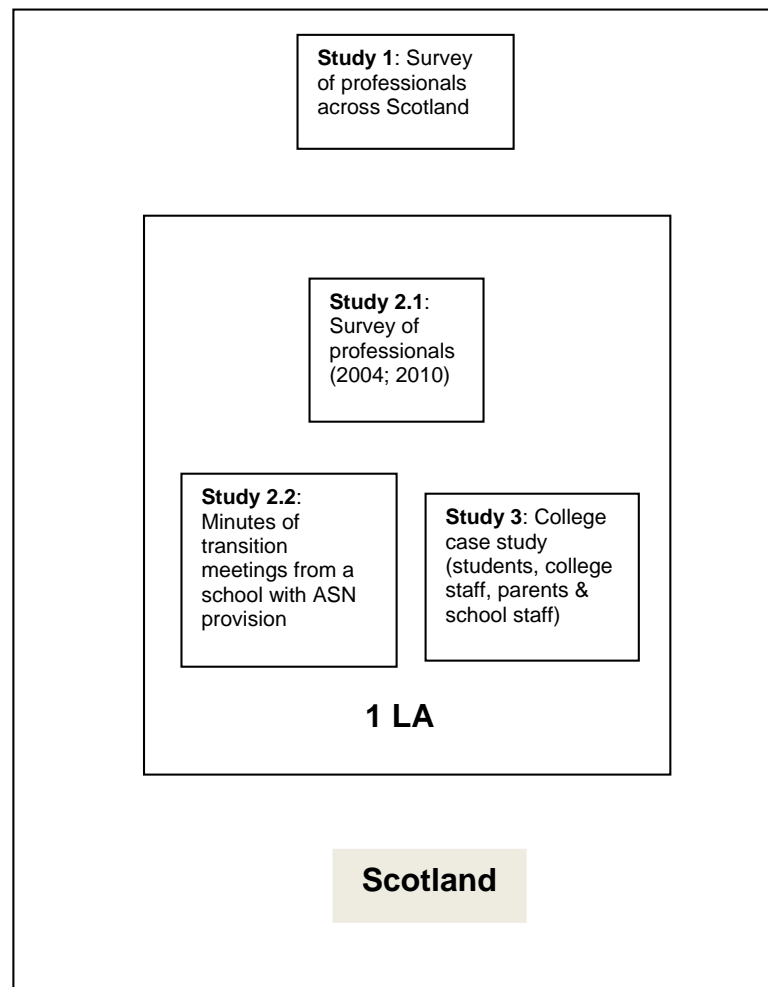 Study 1: Survey
of professionals
across Scotland
Study 2.1:
Survey of
professionals
(2004; 2010)
Study 2.2:
Minutes of
transition
meetings from a
school with ASN
provision
Study 3: College
case study
(students, college
staff, parents &
school staff)
1 LA
Scotland